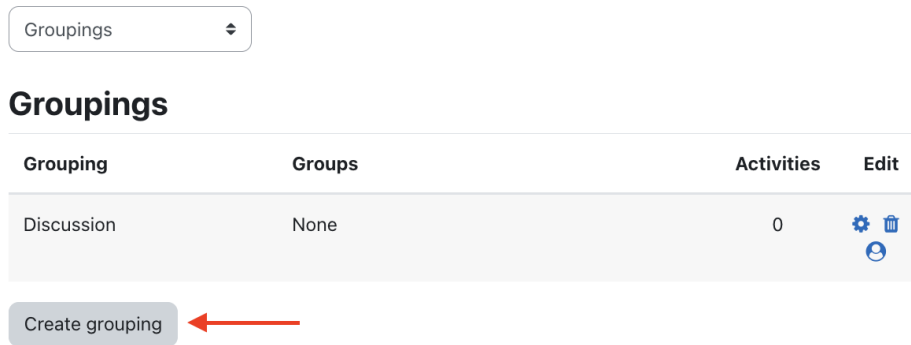 Groupings
Groupings
Grouping Groups Activities Edit
Discussion None 0
Create grouping